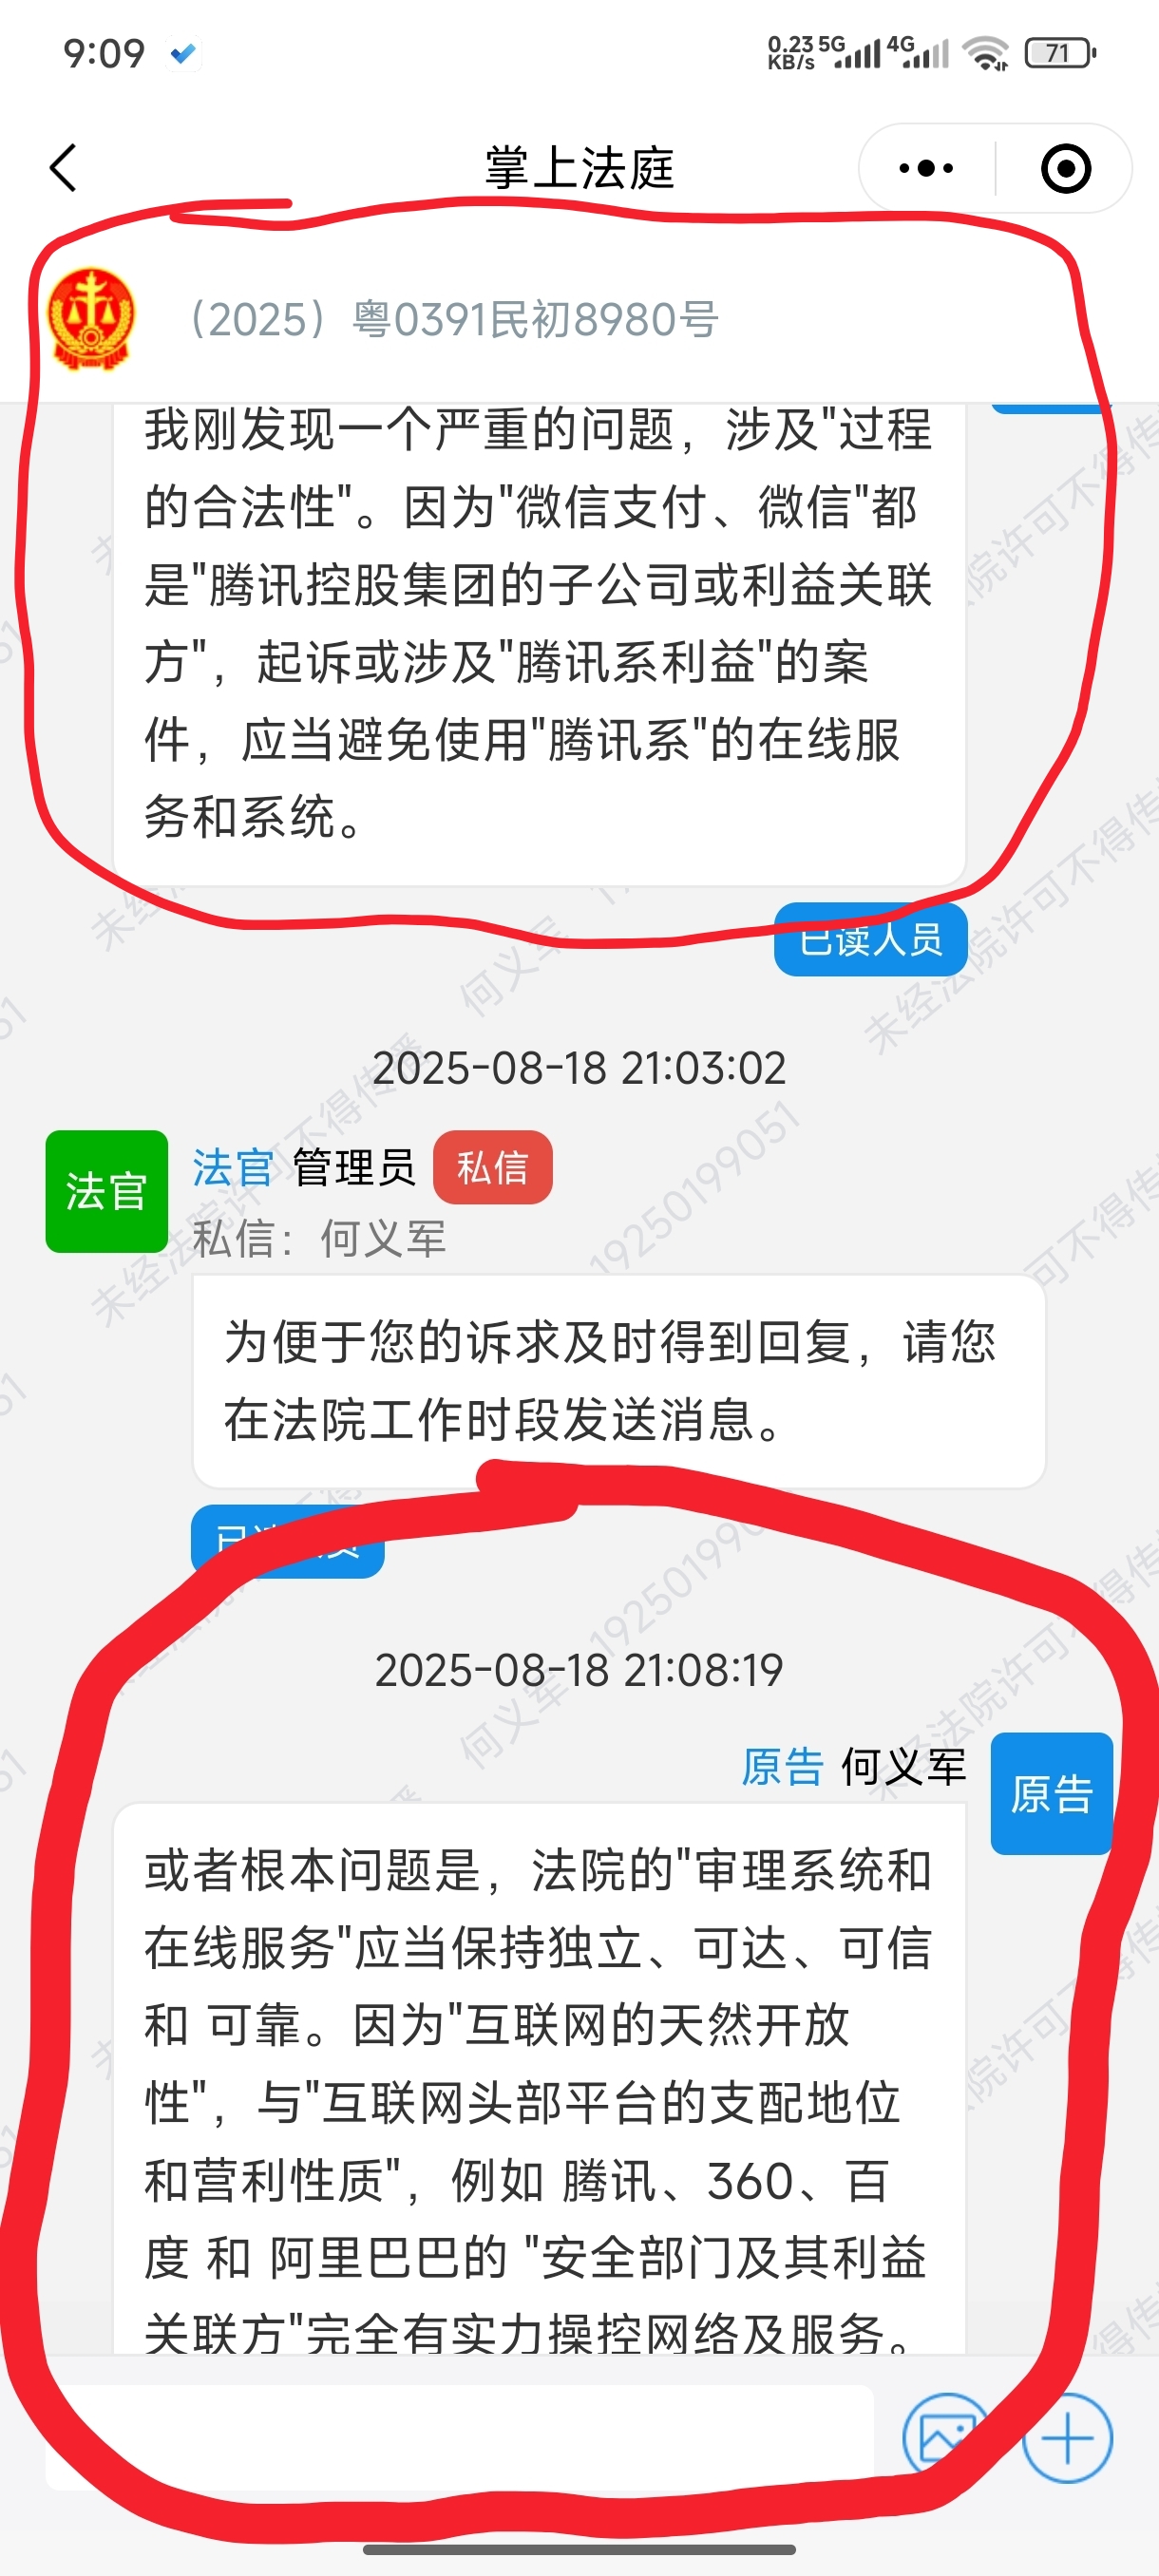 9:09
0.23 KB/s 5G 4G 71
掌上法庭
（2025）粤0391民初8980号
我刚发现一个严重的问题，涉及"过程
的合法性"。因为"微信支付、微信"都
是"腾讯控股集团的子公司或利益关联
方"，起诉或涉及"腾讯系利益"的案
件，应当避免使用"腾讯系"的在线服
务和系统。
已读人员
2025-08-18 21:03:02
法官
法官 管理员 私信
私信：何义军
为便于您的诉求及时得到回复，请您
在法院工作时段发送消息。
2025-08-18 21:08:19
原告 何义军
原告
或者根本问题是，法院的"审理系统和
在线服务"应当保持独立、可达、可信
和 可靠。因为"互联网的天然开放
性"，与"互联网头部平台的支配地位
和营利性质"，例如 腾讯、360、百
度 和 阿里巴巴的 "安全部门及其利益
关联方"完全有实力操控网络及服务。
未经法院许可不得传播 何义军 19250199051